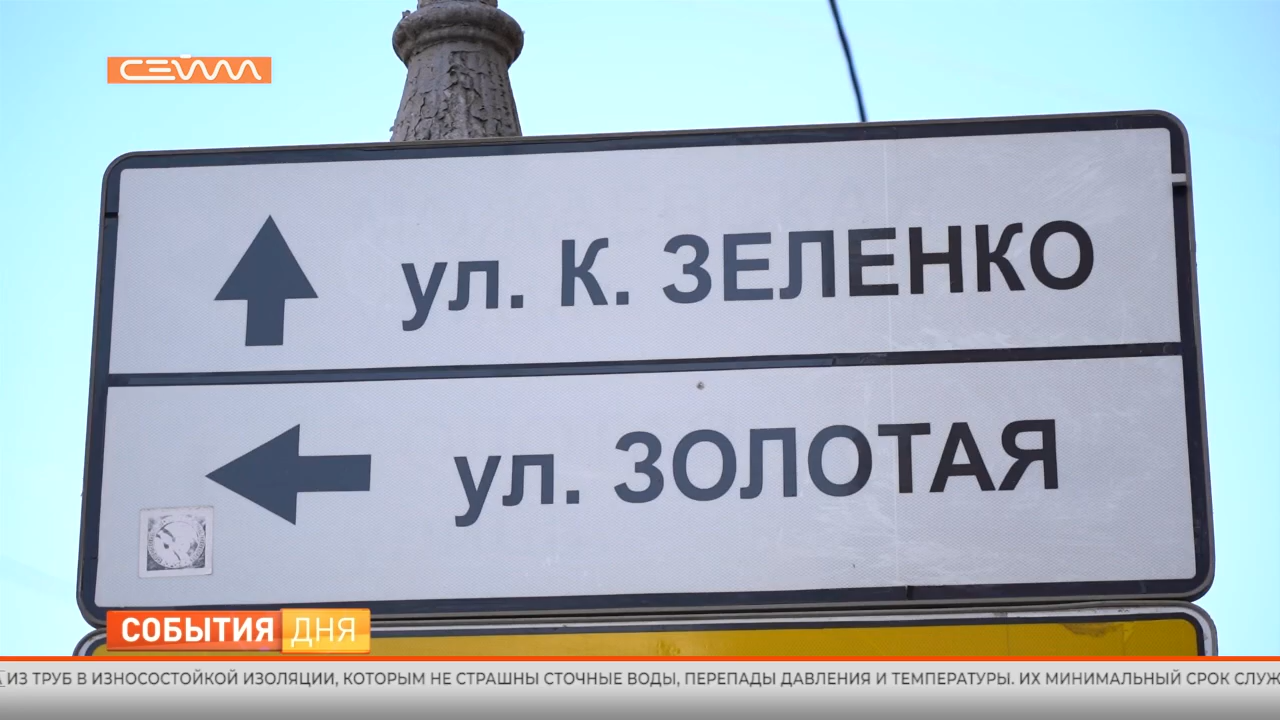 СЕЙМ
ул. К. ЗЕЛЕНКО
ул. ЗОЛОТАЯ
СОБЫТИЯ ДНЯ
ИЗ ТРУБ В ИЗНОСОСТОЙКОЙ ИЗОЛЯЦИИ, КОТОРЫМ НЕ СТРАШНЫ СТОЧНЫЕ ВОДЫ, ПЕРЕПАДЫ ДАВЛЕНИЯ И ТЕМПЕРАТУРЫ. ИХ МИНИМАЛЬНЫЙ СРОК СЛУЖ